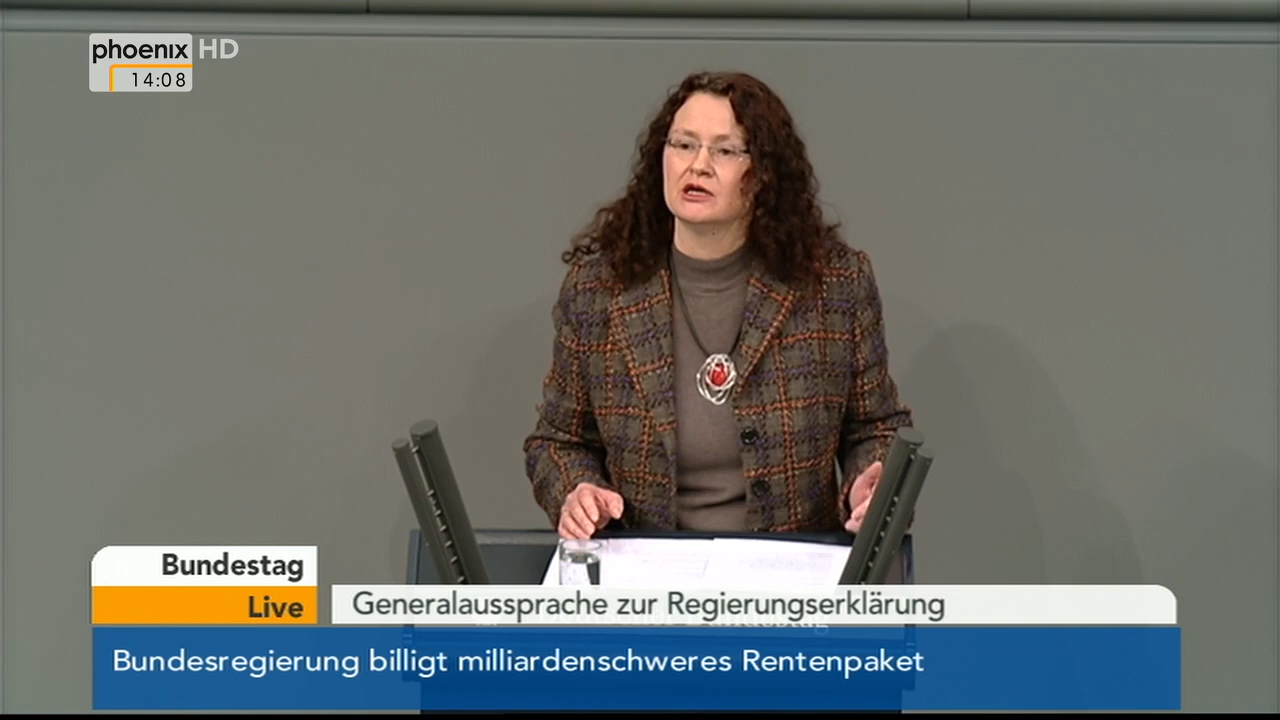 phoenix HD
14:08
Bundestag
Live
Generalaussprache zur Regierungserklärung
Bundesregierung billigt milliardenschweres Rentenpaket